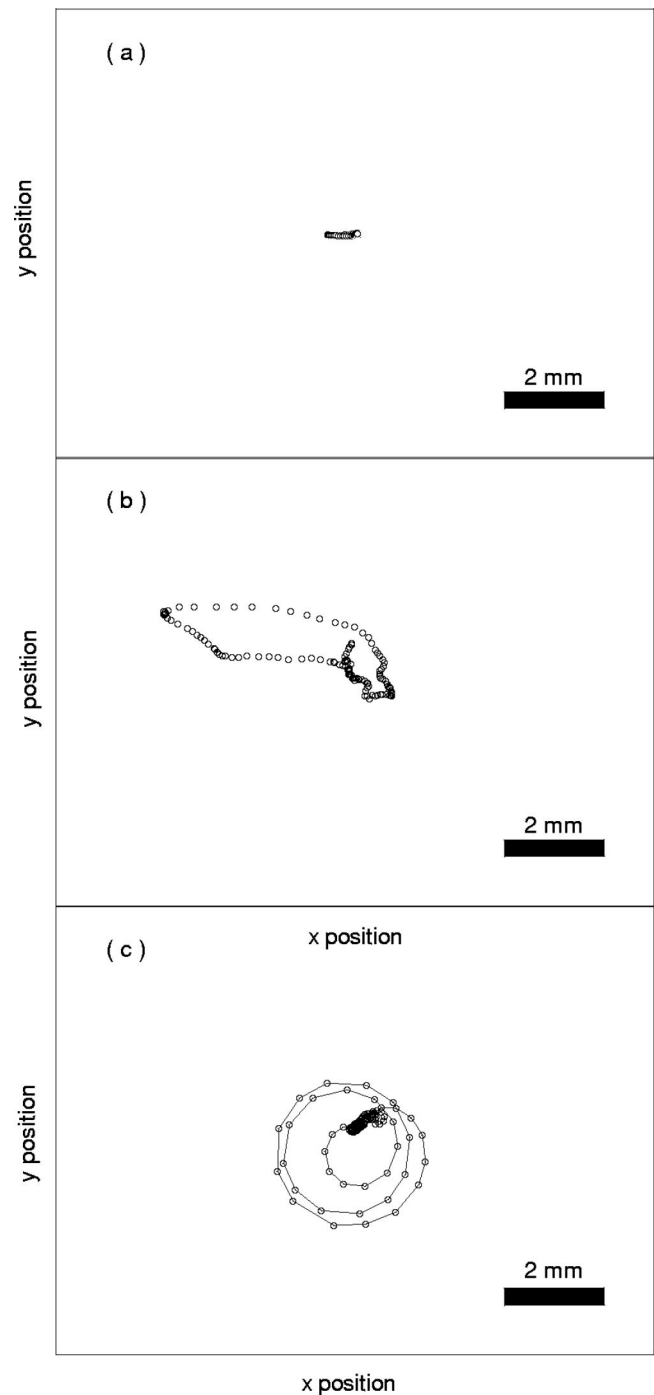 ( a )
y position
2 mm
( b )
y position
2 mm
x position
( c )
y position
2 mm
x position